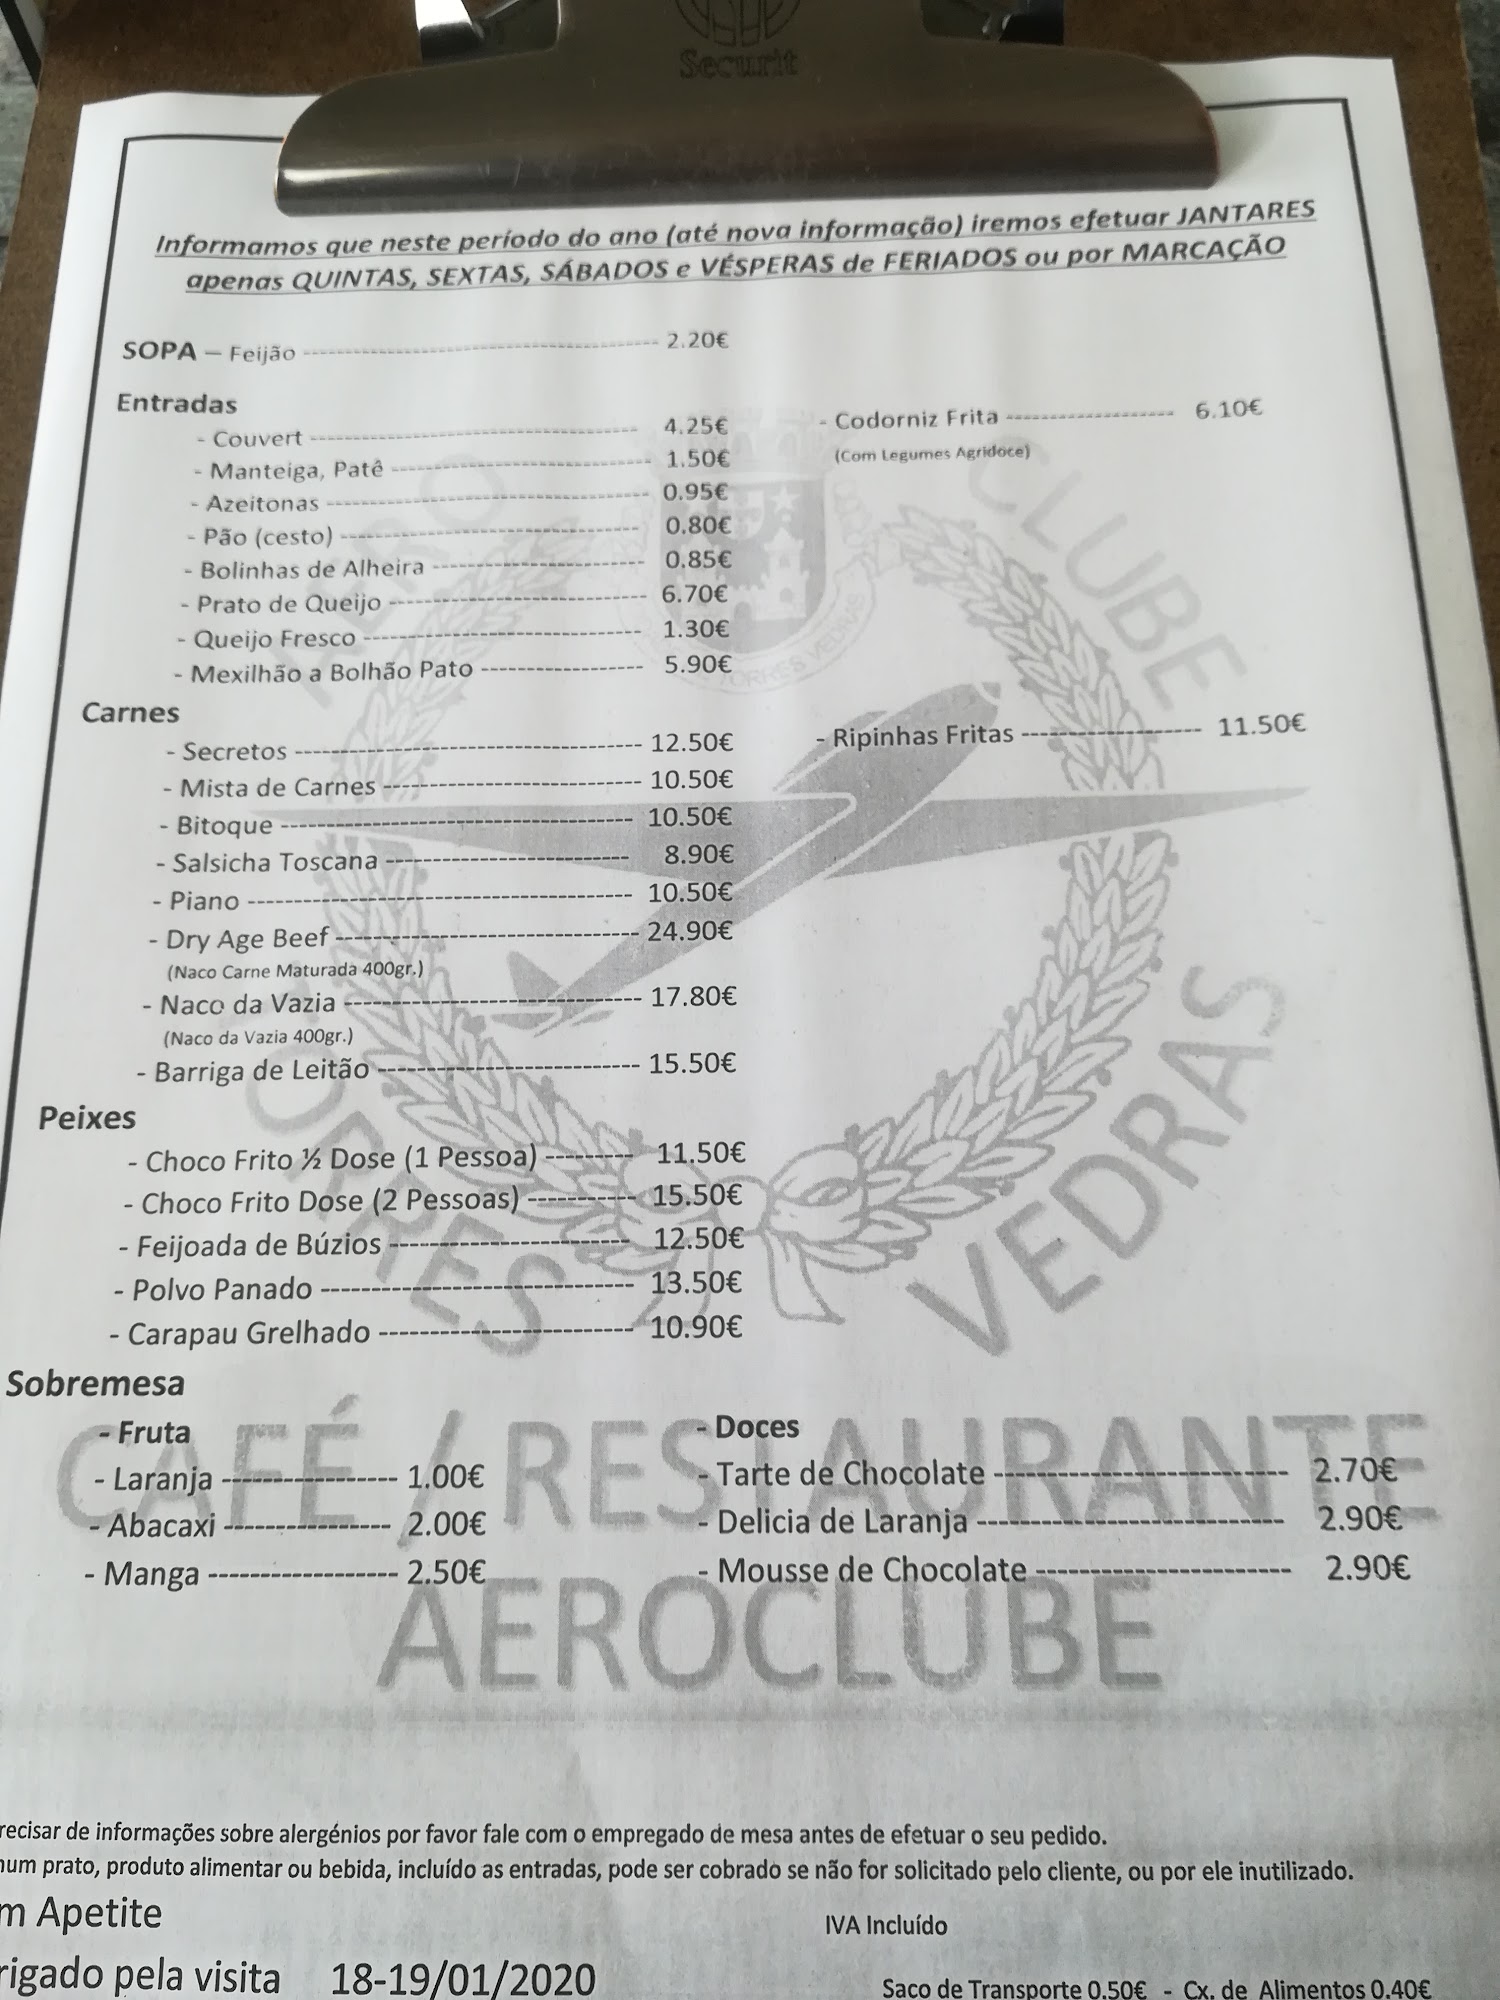 Securit
Informamos que neste período do ano (até nova informação) iremos efetuar JANTARES
apenas QUINTAS, SEXTAS, SÁBADOS e VÉSPERAS de FERIADOS ou por MARCAÇÃO
SOPA – Feijão ---------- 2.20€
Entradas
- Couvert ---------- 4.25€
- Manteiga, Patê ---------- 1.50€
- Azeitonas ---------- 0.95€
- Pão (cesto) ---------- 0.80€
- Bolinhas de Alheira ---------- 0.85€
- Prato de Queijo ---------- 6.70€
- Queijo Fresco ---------- 1.30€
- Mexilhão a Bolhão Pato ---------- 5.90€
- Codorniz Frita ---------- 6.10€
(Com Legumes Agridoce)
Carnes
- Secretos ---------- 12.50€
- Mista de Carnes ---------- 10.50€
- Bitoque ---------- 10.50€
- Salsicha Toscana ---------- 8.90€
- Piano ---------- 10.50€
- Dry Age Beef ---------- 24.90€
(Naco Carne Maturada 400gr.)
- Naco da Vazia ---------- 17.80€
(Naco da Vazia 400gr.)
- Barriga de Leitão ---------- 15.50€
- Ripinhas Fritas ---------- 11.50€
Peixes
- Choco Frito ½ Dose (1 Pessoa) ---------- 11.50€
- Choco Frito Dose (2 Pessoas) ---------- 15.50€
- Feijoada de Búzios ---------- 12.50€
- Polvo Panado ---------- 13.50€
- Carapau Grelhado ---------- 10.90€
Sobremesa
- Fruta
- Laranja ---------- 1.00€
- Abacaxi ---------- 2.00€
- Manga ---------- 2.50€
- Doces
- Tarte de Chocolate ---------- 2.70€
- Delicia de Laranja ---------- 2.90€
- Mousse de Chocolate ---------- 2.90€
AERO CLUBE
TORRES VEDRAS
TORRES VEDRAS
CAFÉ / RESTAURANTE
AEROCLUBE
recisar de informações sobre alergénios por favor fale com o empregado de mesa antes de efetuar o seu pedido.
hum prato, produto alimentar ou bebida, incluído as entradas, pode ser cobrado se não for solicitado pelo cliente, ou por ele inutilizado.
m Apetite
IVA Incluído
rigado pela visita 18-19/01/2020
Saco de Transporte 0.50€ - Cx. de Alimentos 0.40€